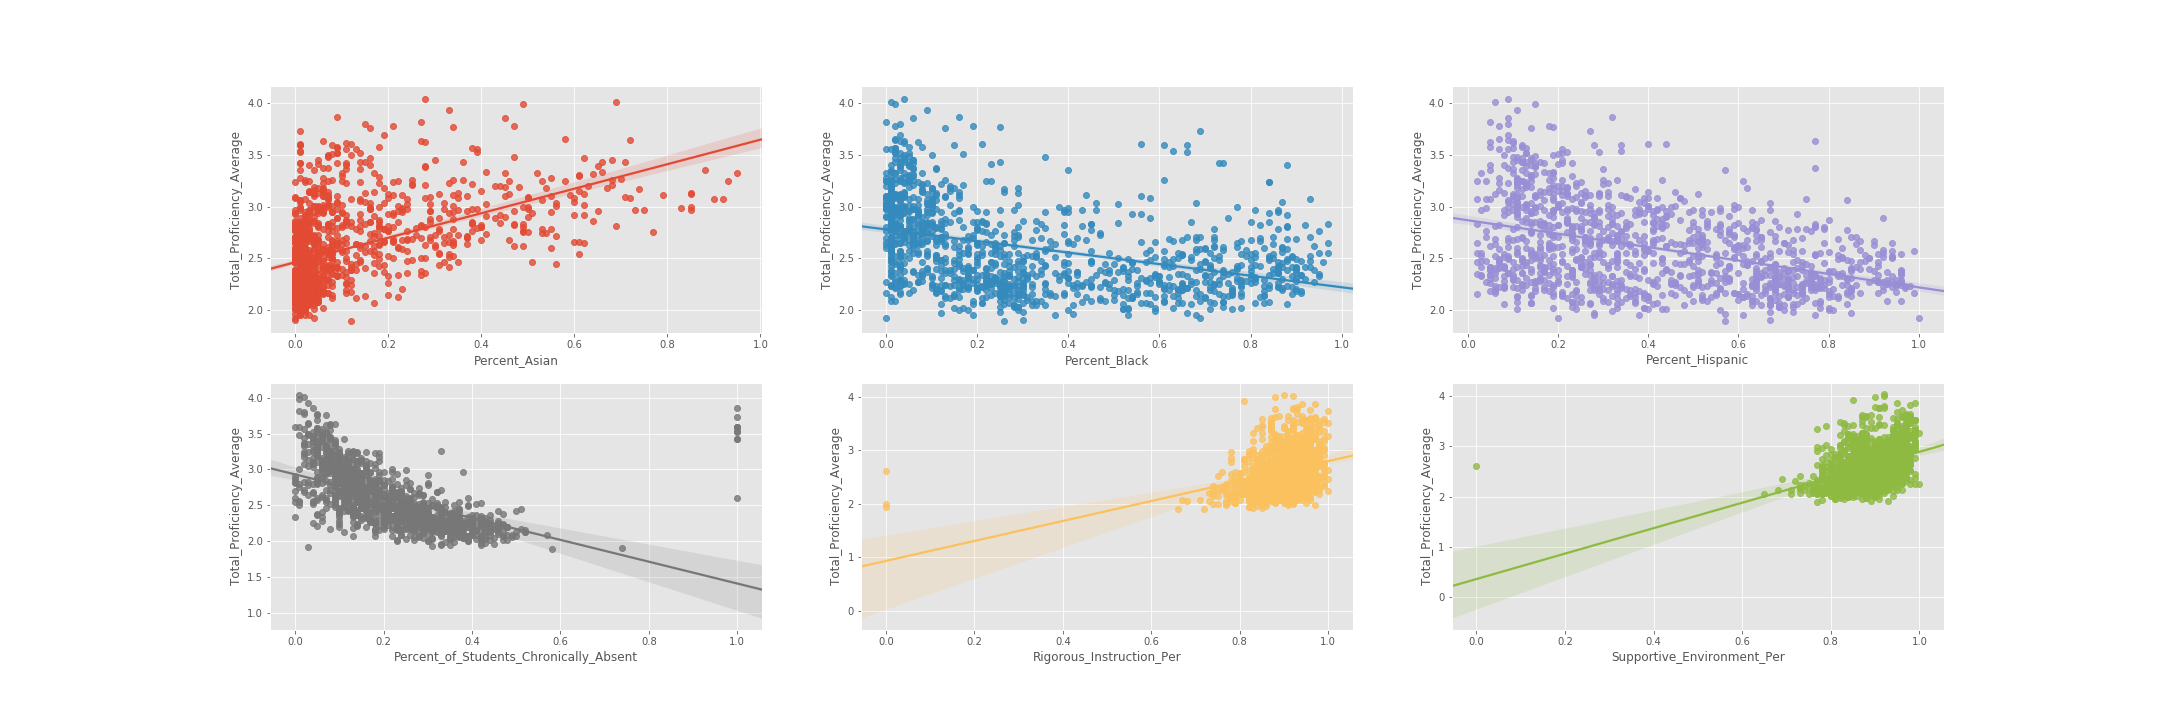 Total_Proficiency_Average
4.0
3.5
3.0
2.5
2.0
0.0 0.2 0.4 0.6 0.8 1.0
Percent_Asian
Total_Proficiency_Average
4.0
3.5
3.0
2.5
2.0
0.0 0.2 0.4 0.6 0.8 1.0
Percent_Black
Total_Proficiency_Average
4.0
3.5
3.0
2.5
2.0
0.0 0.2 0.4 0.6 0.8 1.0
Percent_Hispanic
Total_Proficiency_Average
4.0
3.5
3.0
2.5
2.0
1.5
1.0
0.0 0.2 0.4 0.6 0.8 1.0
Percent_of_Students_Chronically_Absent
Total_Proficiency_Average
4
3
2
1
0
0.0 0.2 0.4 0.6 0.8 1.0
Rigorous_Instruction_Per
Total_Proficiency_Average
4
3
2
1
0
0.0 0.2 0.4 0.6 0.8 1.0
Supportive_Environment_Per